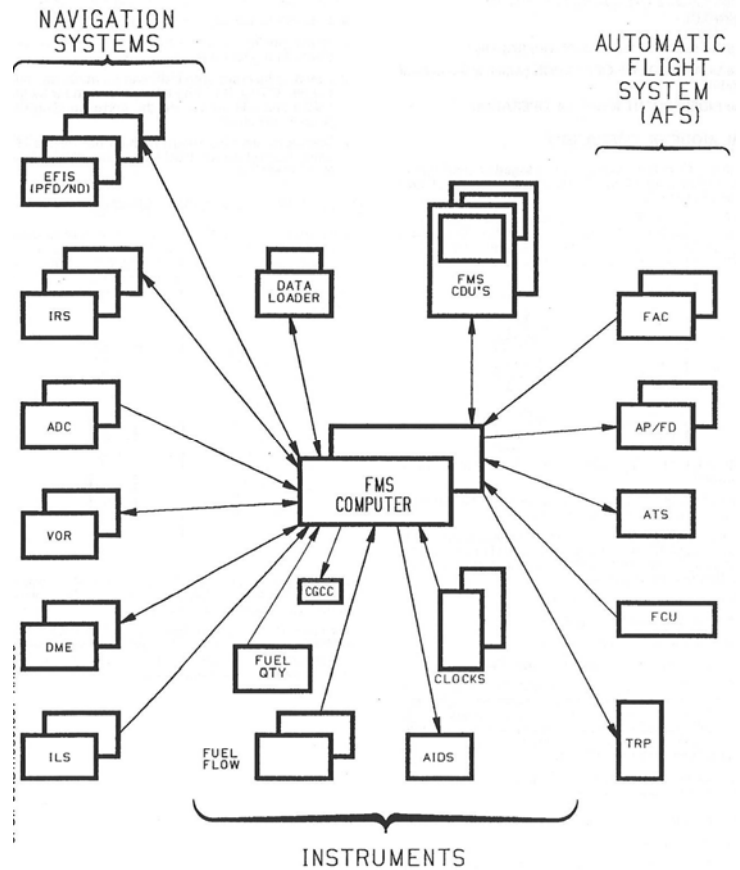 NAVIGATION
SYSTEMS
AUTOMATIC
FLIGHT
SYSTEM
(AFS)
EFIS
(PFD/ND)
DATA
LOADER
FMS
CDU'S
IRS
FAC
ADC
AP/FD
FMS
COMPUTER
VOR
ATS
CGCC
DME
FUEL
QTY
CLOCKS
FCU
ILS
FUEL
FLOW
AIDS
TRP
INSTRUMENTS